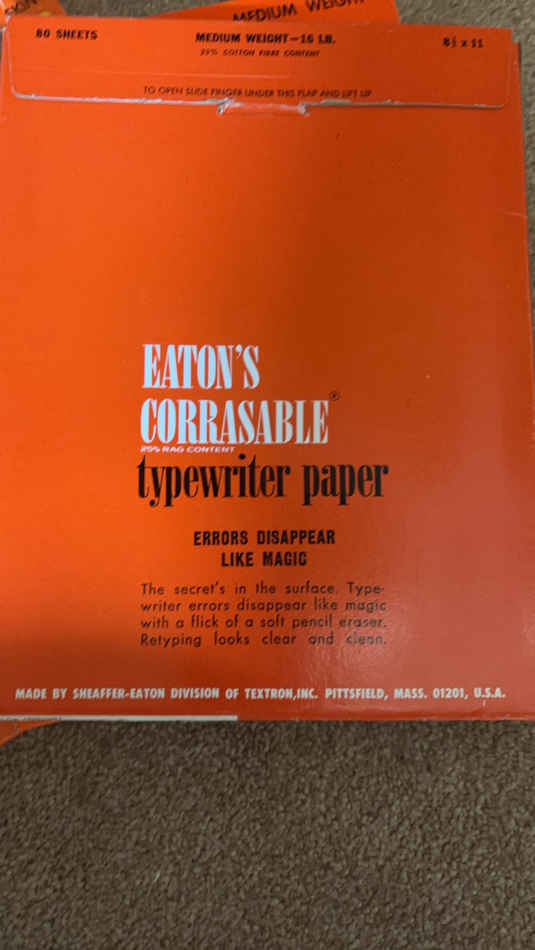 MEDIUM WEIGHT
80 SHEETS
MEDIUM WEIGHT—16 LB.
8½ x 11
25% COTTON FIBRE CONTENT
TO OPEN SLIDE FINGER UNDER THIS FLAP AND LIFT UP
EATON'S
CORRASABLE®
25% RAG CONTENT
typewriter paper
ERRORS DISAPPEAR
LIKE MAGIC
The secret's in the surface. Type-
writer errors disappear like magic
with a flick of a soft pencil eraser.
Retyping looks clear and clean.
MADE BY SHEAFFER-EATON DIVISION OF TEXTRON,INC. PITTSFIELD, MASS. 01201, U.S.A.